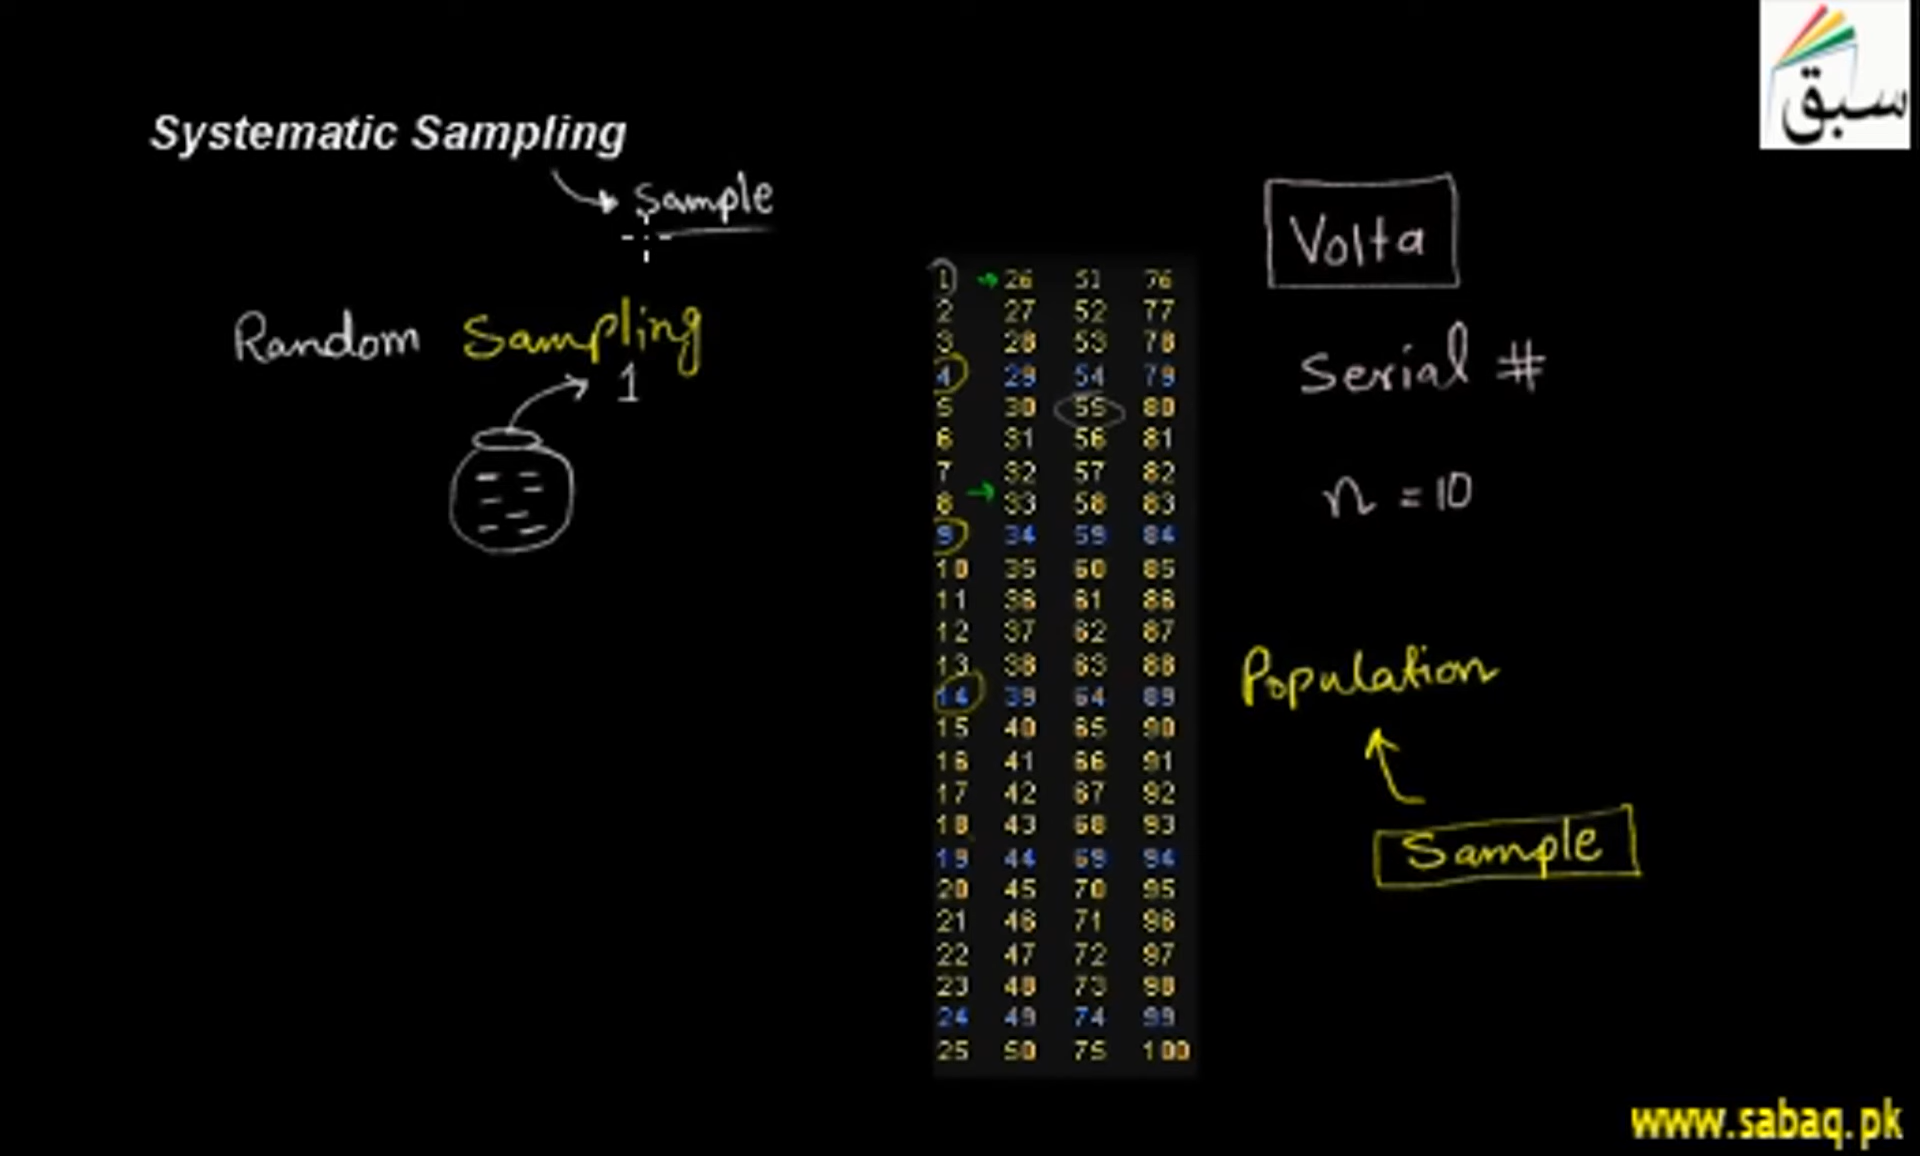 سبق
Systematic Sampling
Sample
Volta
Random Sampling
1
Serial #
n = 10
1 26 51 76
2 27 52 77
3 28 53 78
4 29 54 79
5 30 55 80
6 31 56 81
7 32 57 82
8 33 58 83
9 34 59 84
10 35 60 85
11 36 61 86
12 37 62 87
13 38 63 88
14 39 64 89
15 40 65 90
16 41 66 91
17 42 67 92
18 43 68 93
19 44 69 94
20 45 70 95
21 46 71 96
22 47 72 97
23 48 73 98
24 49 74 99
25 50 75 100
Population
Sample
www.sabaq.pk